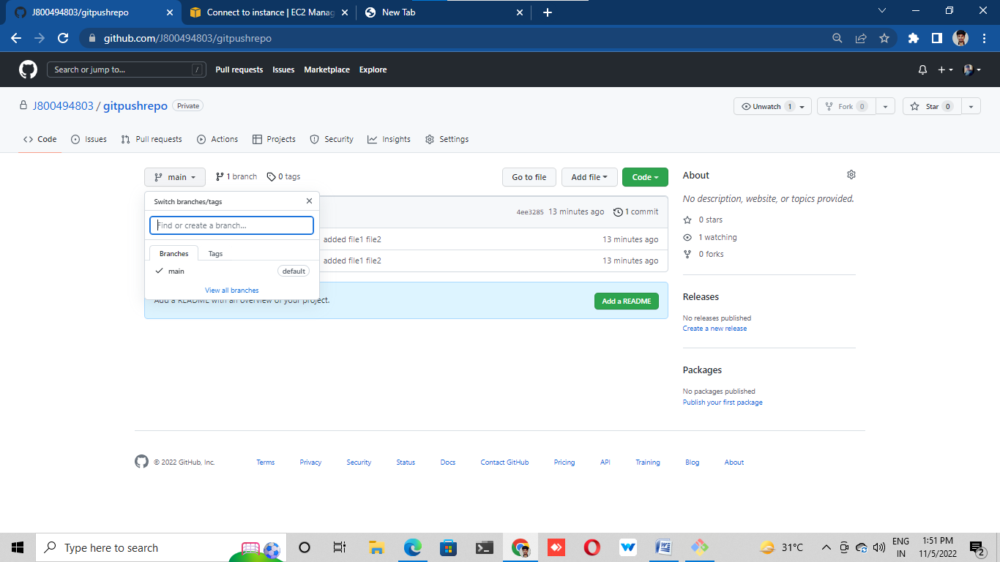 J800494803/gitpushrepo
Connect to instance | EC2 Manag
New Tab
github.com/J800494803/gitpushrepo
Search or jump to... /
Pull requests Issues Marketplace Explore
J800494803 / gitpushrepo Private
Unwatch 1 Fork 0 Star 0
Code Issues Pull requests Actions Projects Security Insights Settings
main 1 branch 0 tags Go to file Add file Code
Switch branches/tags
Find or create a branch...
Branches Tags
main default
View all branches
4ee3285 13 minutes ago 1 commit
added file1 file2 13 minutes ago
added file1 file2 13 minutes ago
Add a README with an overview of your project. Add a README
About
No description, website, or topics provided.
0 stars
1 watching
0 forks
Releases
No releases published
Create a new release
Packages
No packages published
Publish your first package
© 2022 GitHub, Inc. Terms Privacy Security Status Docs Contact GitHub Pricing API Training Blog About
Type here to search
31°C
ENG
IN
1:51 PM
11/5/2022
2